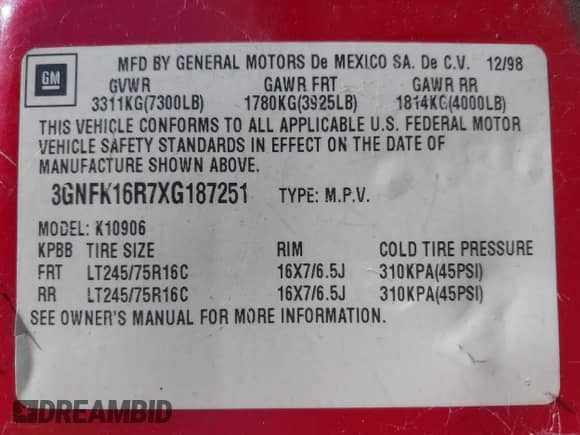 GM
MFD BY GENERAL MOTORS De MEXICO SA. De C.V. 12/98
GVWR GAWR FRT GAWR RR
3311KG(7300LB) 1780KG(3925LB) 1814KG(4000LB)
THIS VEHICLE CONFORMS TO ALL APPLICABLE U.S. FEDERAL MOTOR
VEHICLE SAFETY STANDARDS IN EFFECT ON THE DATE OF
MANUFACTURE SHOWN ABOVE.
3GNFK16R7XG187251 TYPE: M.P.V.
MODEL: K10906
KPBB TIRE SIZE RIM COLD TIRE PRESSURE
FRT LT245/75R16C 16X7/6.5J 310KPA(45PSI)
RR LT245/75R16C 16X7/6.5J 310KPA(45PSI)
SEE OWNER'S MANUAL FOR MORE INFORMATION
DREAMBID